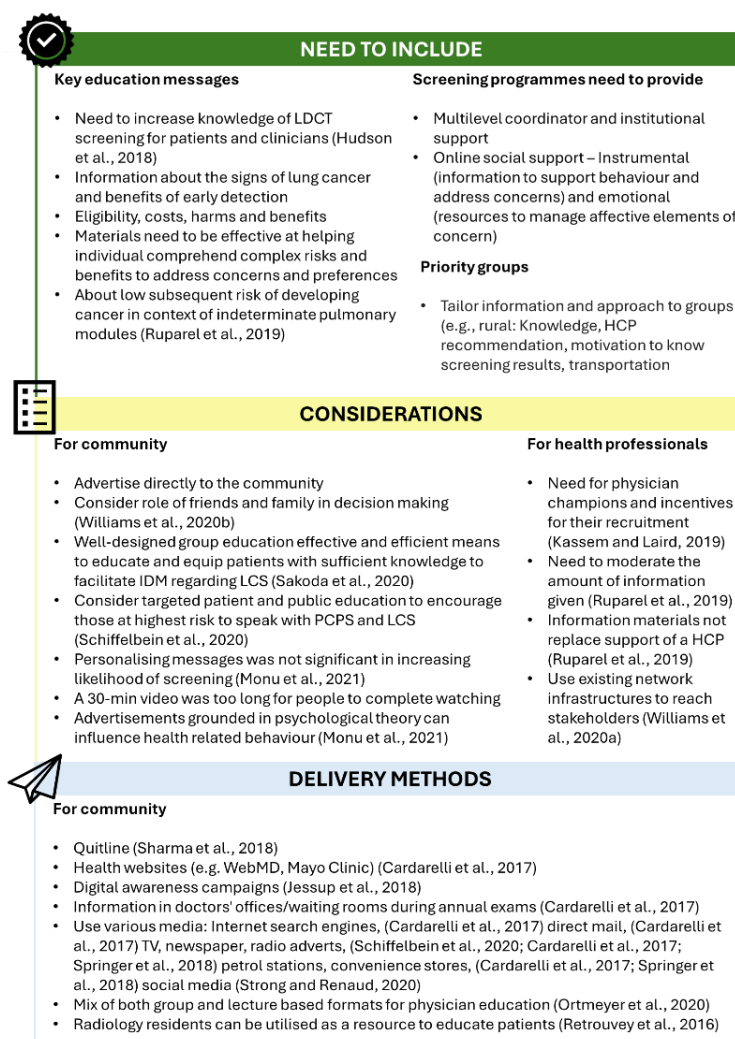 NEED TO INCLUDE
Key education messages
• Need to increase knowledge of LDCT
screening for patients and clinicians (Hudson
et al., 2018)
• Information about the signs of lung cancer
and benefits of early detection
• Eligibility, costs, harms and benefits
• Materials need to be effective at helping
individual comprehend complex risks and
benefits to address concerns and preferences
• About low subsequent risk of developing
cancer in context of indeterminate pulmonary
modules (Ruparel et al., 2019)
Screening programmes need to provide
• Multilevel coordinator and institutional
support
• Online social support – Instrumental
(information to support behaviour and
address concerns) and emotional
(resources to manage affective elements of
concern)
Priority groups
• Tailor information and approach to groups
(e.g., rural: Knowledge, HCP
recommendation, motivation to know
screening results, transportation
CONSIDERATIONS
For community
• Advertise directly to the community
• Consider role of friends and family in decision making
(Williams et al., 2020b)
• Well-designed group education effective and efficient means
to educate and equip patients with sufficient knowledge to
facilitate IDM regarding LCS (Sakoda et al., 2020)
• Consider targeted patient and public education to encourage
those at highest risk to speak with PCPS and LCS
(Schiffelbein et al., 2020)
• Personalising messages was not significant in increasing
likelihood of screening (Monu et al., 2021)
• A 30-min video was too long for people to complete watching
• Advertisements grounded in psychological theory can
influence health related behaviour (Monu et al., 2021)
For health professionals
• Need for physician
champions and incentives
for their recruitment
(Kassem and Laird, 2019)
• Need to moderate the
amount of information
given (Ruparel et al., 2019)
• Information materials not
replace support of a HCP
(Ruparel et al., 2019)
• Use existing network
infrastructures to reach
stakeholders (Williams et
al., 2020a)
DELIVERY METHODS
For community
• Quitline (Sharma et al., 2018)
• Health websites (e.g. WebMD, Mayo Clinic) (Cardarelli et al., 2017)
• Digital awareness campaigns (Jessup et al., 2018)
• Information in doctors' offices/waiting rooms during annual exams (Cardarelli et al., 2017)
• Use various media: Internet search engines, (Cardarelli et al., 2017) direct mail, (Cardarelli et
al., 2017) TV, newspaper, radio adverts, (Schiffelbein et al., 2020; Cardarelli et al., 2017;
Springer et al., 2018) petrol stations, convenience stores, (Cardarelli et al., 2017; Springer et
al., 2018) social media (Strong and Renaud, 2020)
• Mix of both group and lecture based formats for physician education (Ortmeyer et al., 2020)
• Radiology residents can be utilised as a resource to educate patients (Retrouvey et al., 2016)